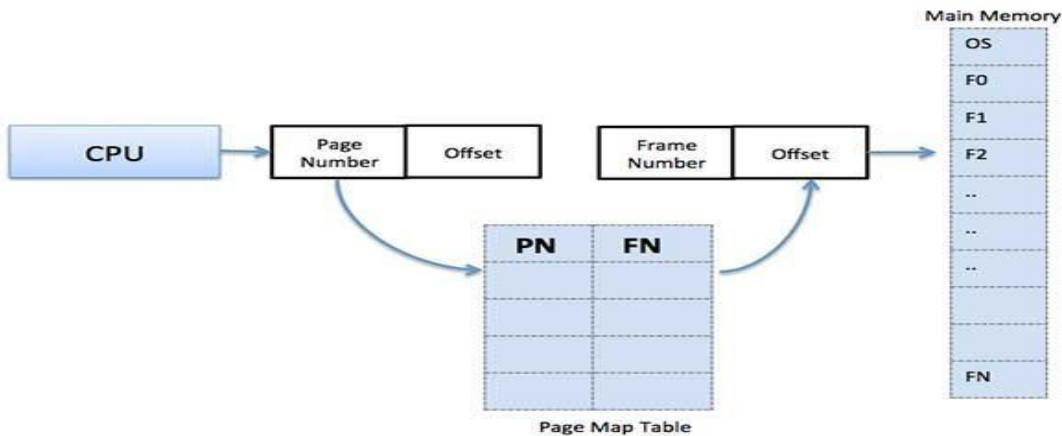 Main Memory
OS
F0
F1
F2
..
..
..
FN
CPU
Page
Number
Offset
Frame
Number
Offset
PN FN
Page Map Table